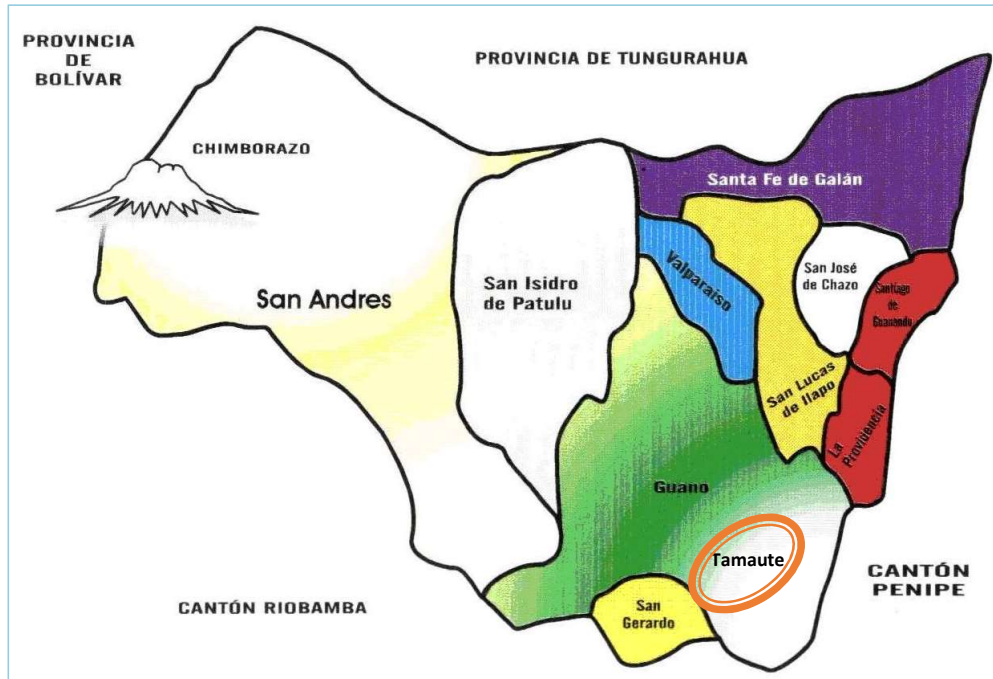 PROVINCIA
DE
BOLÍVAR
PROVINCIA DE TUNGURAHUA
CHIMBORAZO
Santa Fe de Galán
San Andres
San Isidro
de Patulu
Valparaiso
San José
de Chazo
Santiago
de
Guanando
San Lucas
de Ilapo
La
Providencia
Guano
Tamaute
San
Gerardo
CANTÓN RIOBAMBA
CANTÓN
PENIPE